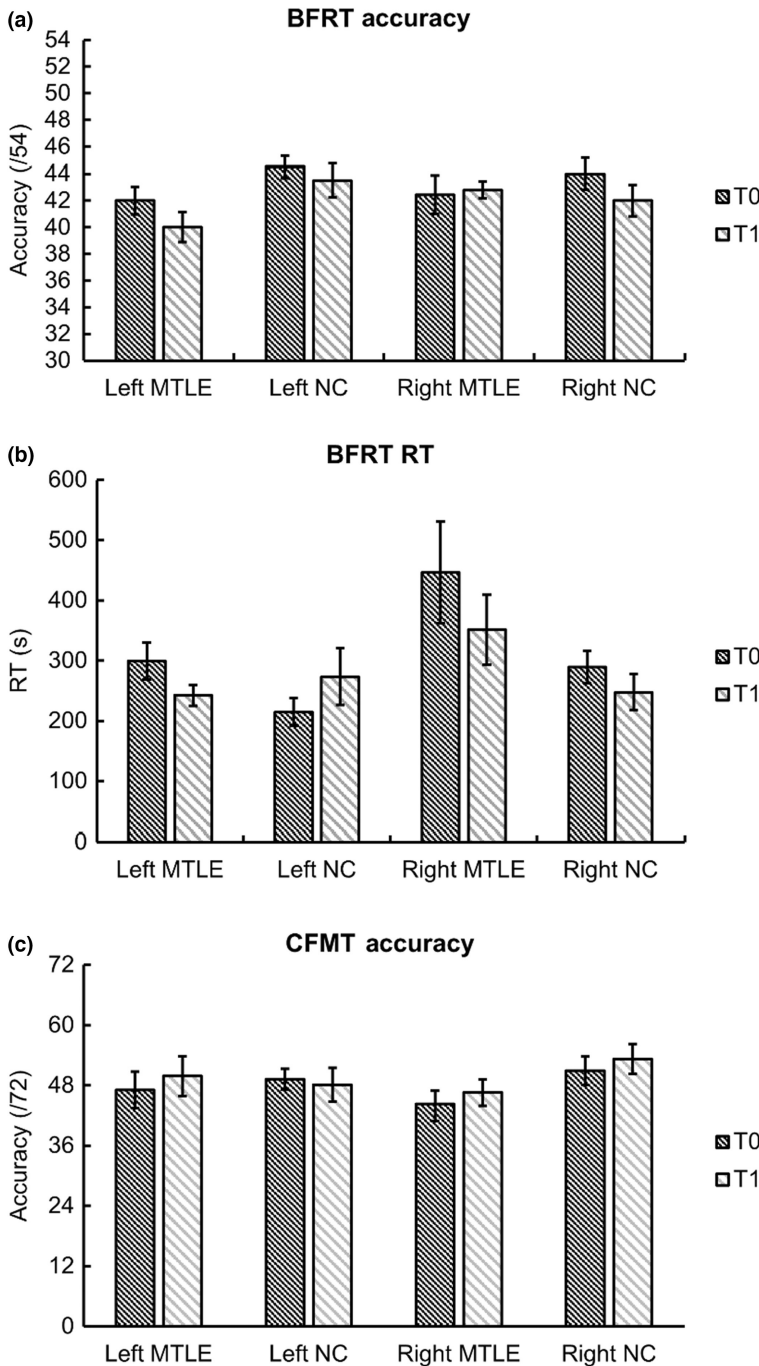 (a)
BFRT accuracy
Accuracy (/54)
54
52
50
48
46
44
42
40
38
36
34
32
30
Left MTLE Left NC Right MTLE Right NC
T0
T1
(b)
BFRT RT
RT (s)
600
500
400
300
200
100
0
Left MTLE Left NC Right MTLE Right NC
T0
T1
(c)
CFMT accuracy
Accuracy (/72)
72
60
48
36
24
12
0
Left MTLE Left NC Right MTLE Right NC
T0
T1